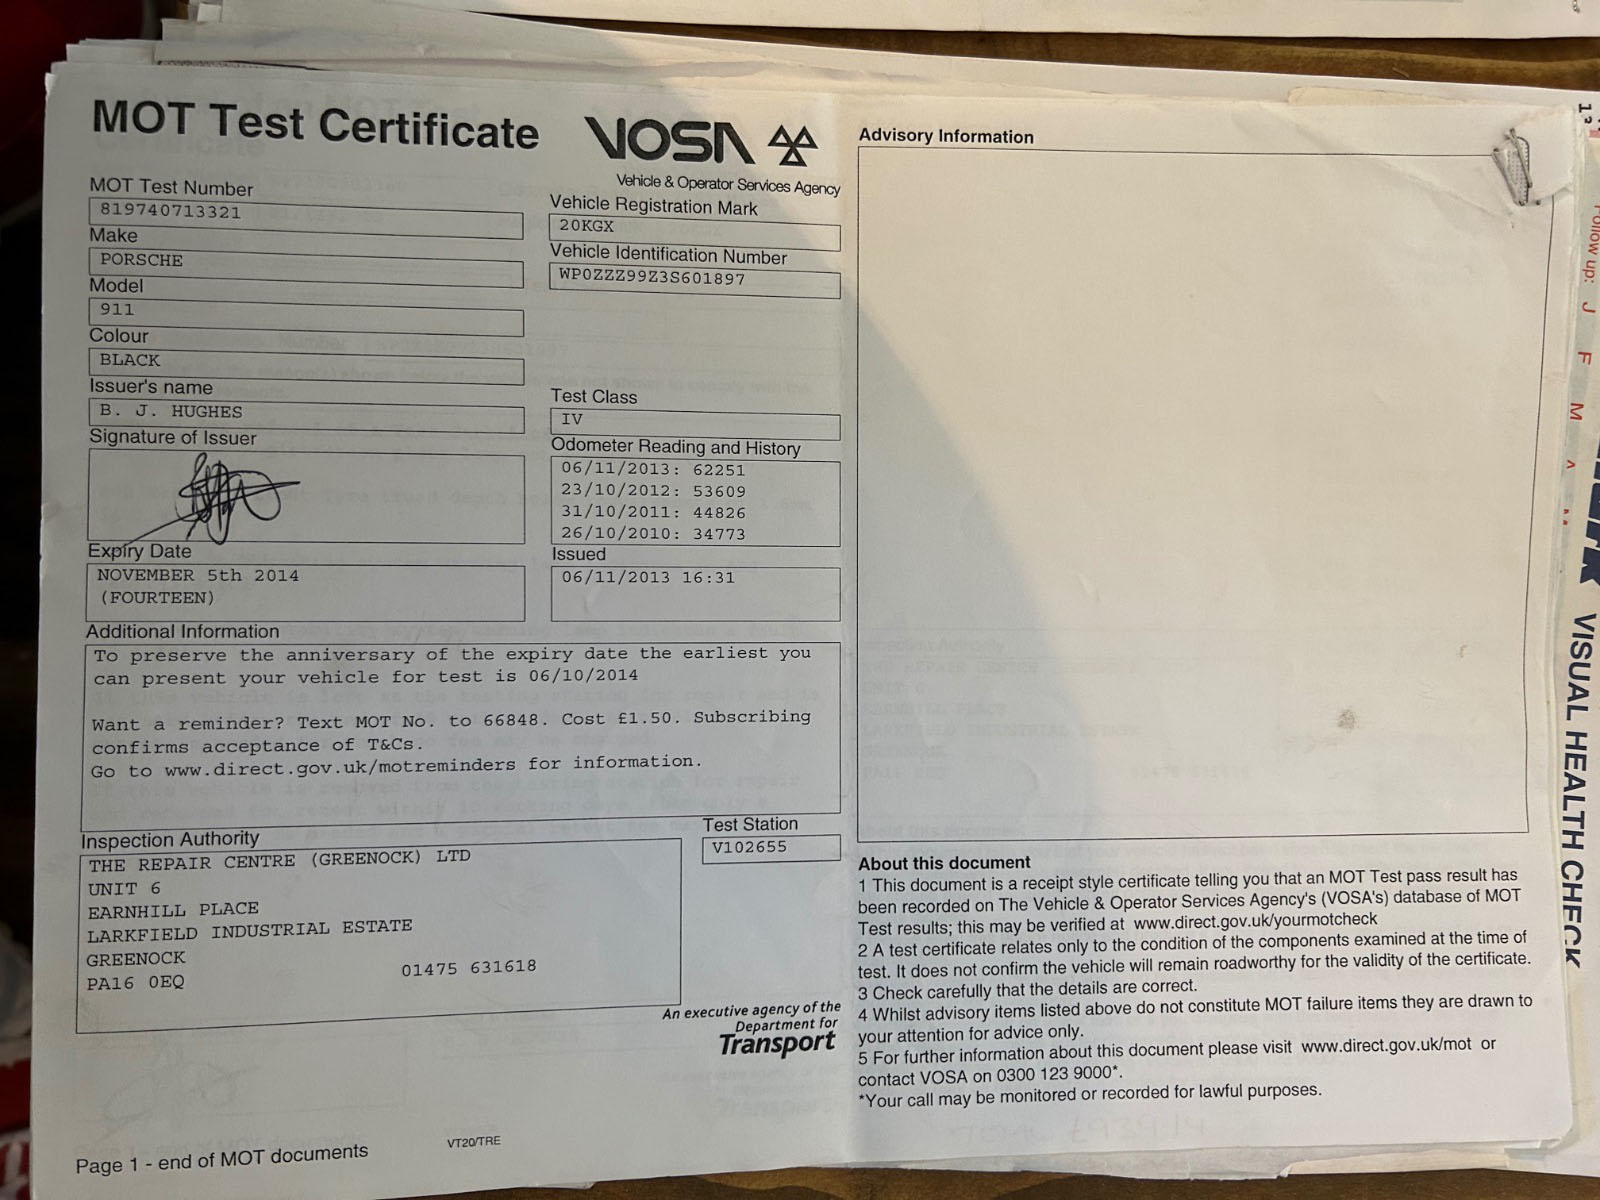 MOT Test Certificate
VOSA
Vehicle & Operator Services Agency
MOT Test Number
819740713321
Make
PORSCHE
Model
911
Colour
BLACK
Issuer's name
B. J. HUGHES
Signature of Issuer
Expiry Date
NOVEMBER 5th 2014
(FOURTEEN)
Vehicle Registration Mark
20KGX
Vehicle Identification Number
WP0ZZZ99Z3S601897
Test Class
IV
Odometer Reading and History
06/11/2013: 62251
23/10/2012: 53609
31/10/2011: 44826
26/10/2010: 34773
Issued
06/11/2013 16:31
Additional Information
To preserve the anniversary of the expiry date the earliest you
can present your vehicle for test is 06/10/2014
Want a reminder? Text MOT No. to 66848. Cost £1.50. Subscribing
confirms acceptance of T&Cs.
Go to www.direct.gov.uk/motreminders for information.
Inspection Authority
THE REPAIR CENTRE (GREENOCK) LTD
UNIT 6
EARNHILL PLACE
LARKFIELD INDUSTRIAL ESTATE
GREENOCK
PA16 0EQ 01475 631618
Test Station
V102655
An executive agency of the
Department for
Transport
Page 1 - end of MOT documents
VT20/TRE
Advisory Information
About this document
1 This document is a receipt style certificate telling you that an MOT Test pass result has
been recorded on The Vehicle & Operator Services Agency's (VOSA's) database of MOT
Test results; this may be verified at www.direct.gov.uk/yourmotcheck
2 A test certificate relates only to the condition of the components examined at the time of
test. It does not confirm the vehicle will remain roadworthy for the validity of the certificate.
3 Check carefully that the details are correct.
4 Whilst advisory items listed above do not constitute MOT failure items they are drawn to
your attention for advice only.
5 For further information about this document please visit www.direct.gov.uk/mot or
contact VOSA on 0300 123 9000*.
*Your call may be monitored or recorded for lawful purposes.
Follow up: J F M A M
VISUAL HEALTH CHECK